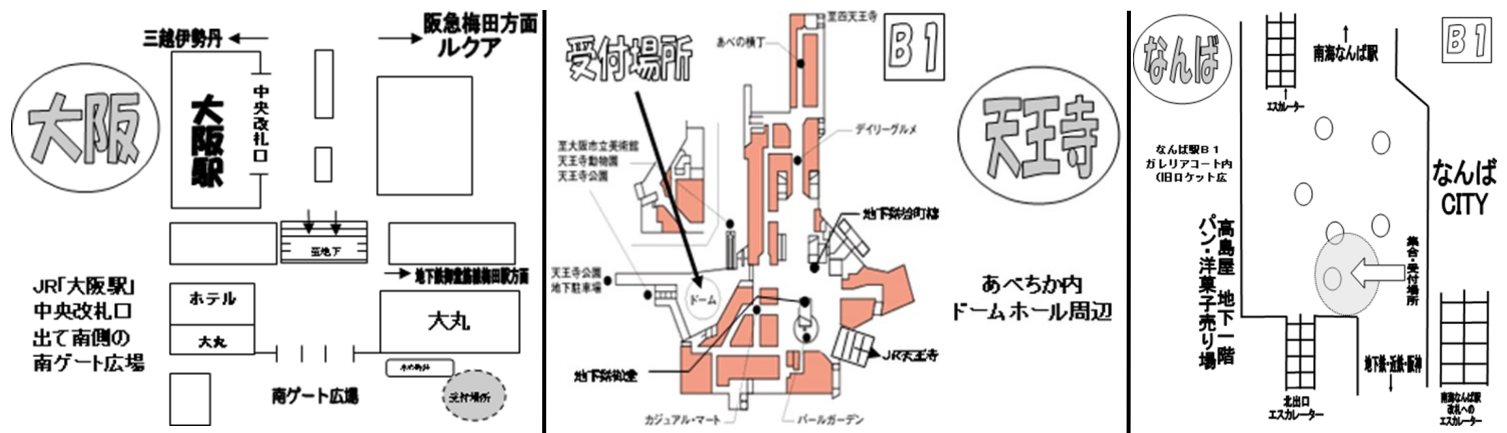 大阪
三越伊勢丹
阪急梅田方面
ルクア
大阪駅
中央改札口
至地下
地下鉄御堂筋線梅田駅方面
JR「大阪駅」
中央改札口
出て南側の
南ゲート広場
ホテル
大丸
大丸
水の時計
南ゲート広場
受付場所
受付場所
B1
天王寺
至四天王寺
あべの横丁
デイリーグルメ
至大阪市立美術館
天王寺動物園
天王寺公園
地下鉄谷町線
天王寺公園
地下駐車場
ドーム
あべちか内
ドームホール周辺
JR天王寺
地下鉄御堂
カジュアル・マート
パールガーデン
なんば
B1
南海なんば駅
エスカレーター
なんば駅B1
ガレリアコート内
(旧ロケット広
なんば
CITY
高島屋 地下一階
パン・洋菓子売り場
集合・受付場所
地下鉄・近鉄・阪神
北出口
エスカレーター
南海なんば駅
改札への
エスカレーター